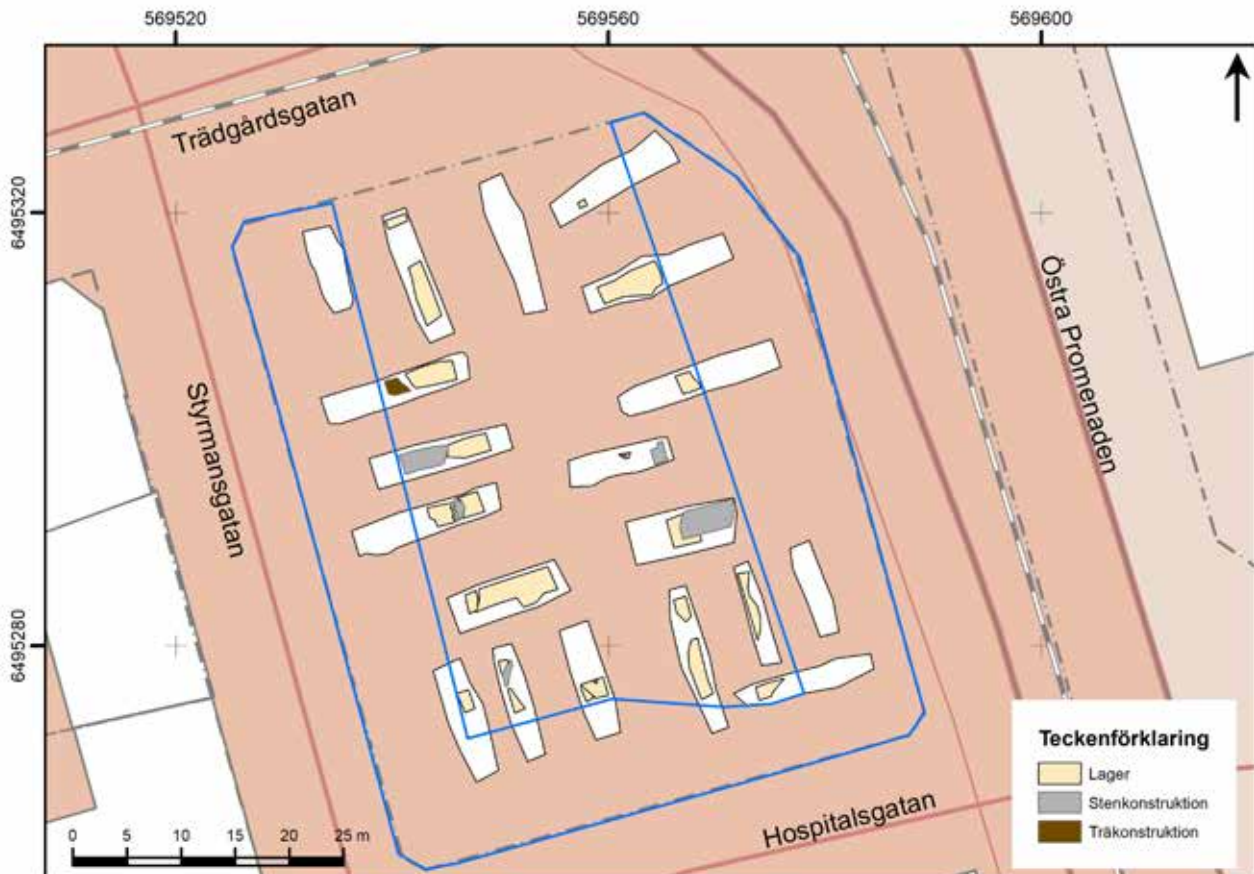 569520
569560
569600
Trädgårdsgatan
6495320
Östra Promenaden
Styrmansgatan
6495280
Teckenförklaring
Lager
Stenkonstruktion
Träkonstruktion
Hospitalsgatan
0 5 10 15 20 25 m